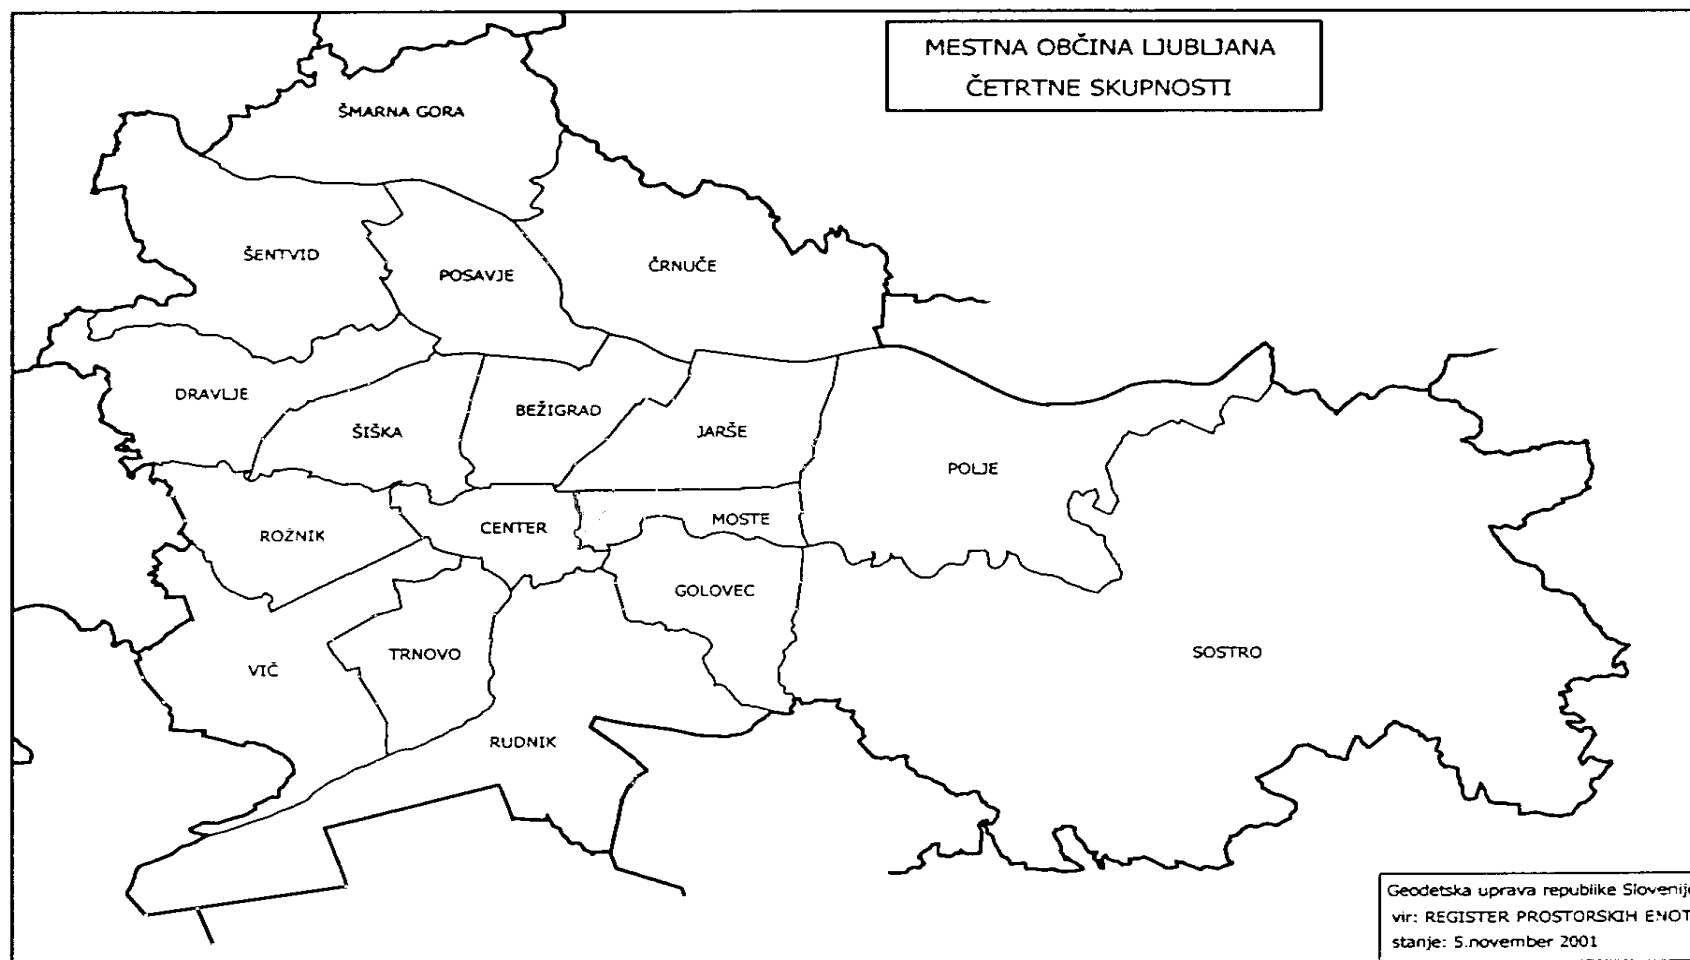 MESTNA OBČINA LJUBLJANA
ČETRTNE SKUPNOSTI
ŠMARNA GORA
ŠENTVID
POSAVJE
ČRNUČE
DRAVLJE
ŠIŠKA
BEŽIGRAD
JARŠE
POLJE
ROŽNIK
CENTER
MOSTE
GOLOVEC
VIČ
TRNOVO
SOSTRO
RUDNIK
Geodetska uprava republike Slovenije
vir: REGISTER PROSTORSKIH ENOT
stanje: 5.november 2001